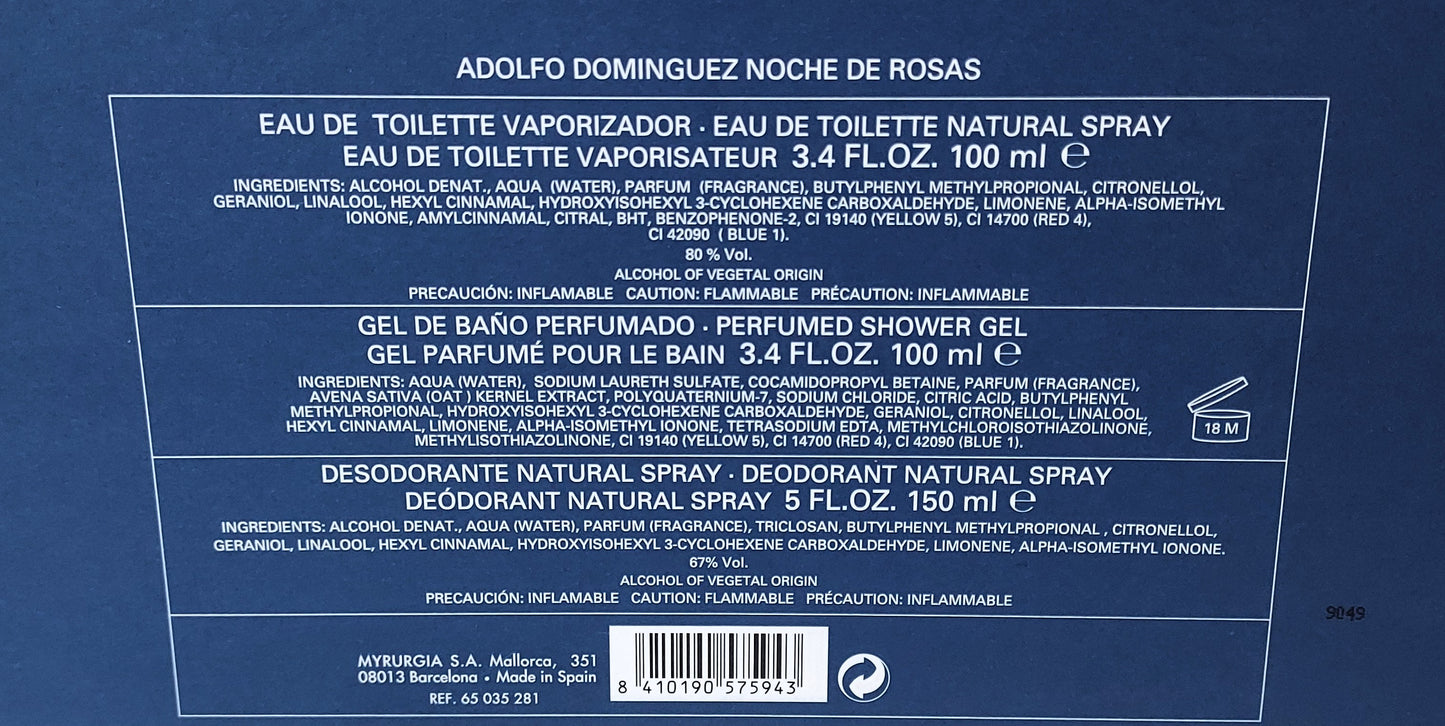 ADOLFO DOMINGUEZ NOCHE DE ROSAS
EAU DE TOILETTE VAPORIZADOR · EAU DE TOILETTE NATURAL SPRAY
EAU DE TOILETTE VAPORISATEUR 3.4 FL.OZ. 100 ml ℮
INGREDIENTS: ALCOHOL DENAT., AQUA (WATER), PARFUM (FRAGRANCE), BUTYLPHENYL METHYLPROPIONAL, CITRONELLOL,
GERANIOL, LINALOOL, HEXYL CINNAMAL, HYDROXYISOHEXYL 3-CYCLOHEXENE CARBOXALDEHYDE, LIMONENE, ALPHA-ISOMETHYL
IONONE, AMYLCINNAMAL, CITRAL, BHT, BENZOPHENONE-2, CI 19140 (YELLOW 5), CI 14700 (RED 4),
CI 42090 ( BLUE 1).
80 % Vol.
ALCOHOL OF VEGETAL ORIGIN
PRECAUCIÓN: INFLAMABLE CAUTION: FLAMMABLE PRÉCAUTION: INFLAMMABLE
GEL DE BAÑO PERFUMADO · PERFUMED SHOWER GEL
GEL PARFUMÉ POUR LE BAIN 3.4 FL.OZ. 100 ml ℮
INGREDIENTS: AQUA (WATER), SODIUM LAURETH SULFATE, COCAMIDOPROPYL BETAINE, PARFUM (FRAGRANCE),
AVENA SATIVA (OAT ) KERNEL EXTRACT, POLYQUATERNIUM-7, SODIUM CHLORIDE, CITRIC ACID, BUTYLPHENYL
METHYLPROPIONAL, HYDROXYISOHEXYL 3-CYCLOHEXENE CARBOXALDEHYDE, GERANIOL, CITRONELLOL, LINALOOL,
HEXYL CINNAMAL, LIMONENE, ALPHA-ISOMETHYL IONONE, TETRASODIUM EDTA, METHYLCHLOROISOTHIAZOLINONE,
METHYLISOTHIAZOLINONE, CI 19140 (YELLOW 5), CI 14700 (RED 4), CI 42090 (BLUE 1).
18 M
DESODORANTE NATURAL SPRAY · DEODORANT NATURAL SPRAY
DEÓDORANT NATURAL SPRAY 5 FL.OZ. 150 ml ℮
INGREDIENTS: ALCOHOL DENAT., AQUA (WATER), PARFUM (FRAGRANCE), TRICLOSAN, BUTYLPHENYL METHYLPROPIONAL , CITRONELLOL,
GERANIOL, LINALOOL, HEXYL CINNAMAL, HYDROXYISOHEXYL 3-CYCLOHEXENE CARBOXALDEHYDE, LIMONENE, ALPHA-ISOMETHYL IONONE.
67% Vol.
ALCOHOL OF VEGETAL ORIGIN
PRECAUCIÓN: INFLAMABLE CAUTION: FLAMMABLE PRÉCAUTION: INFLAMMABLE
9049
MYRURGIA S.A. Mallorca, 351
08013 Barcelona • Made in Spain
REF. 65 035 281
8 410190 575943